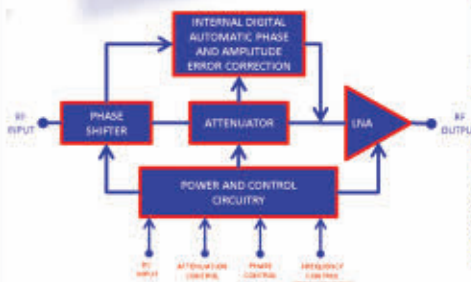 INTERNAL DIGITAL
AUTOMATIC PHASE
AND AMPLITUDE
ERROR CORRECTION
RF
INPUT
PHASE
SHIFTER
ATTENUATOR
LNA
RF
OUTPUT
POWER AND CONTROL
CIRCUITRY
INPUT
ATTENUATION
CONTROL
PHASE
CONTROL
FREQUENCY
CONTROL